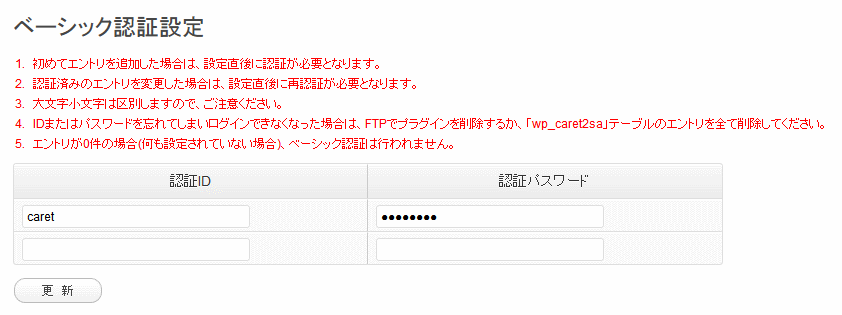 ベーシック認証設定
1. 初めてエントリを追加した場合は、設定直後に認証が必要となります。
2. 認証済みのエントリを変更した場合は、設定直後に再認証が必要となります。
3. 大文字小文字は区別しますので、ご注意ください。
4. IDまたはパスワードを忘れてしまいログインできなくなった場合は、FTPでプラグインを削除するか、「wp_caret2sa」テーブルのエントリを全て削除してください。
5. エントリが0件の場合(何も設定されていない場合)、ベーシック認証は行われません。
認証ID 認証パスワード
caret ●●●●●●●●
更 新